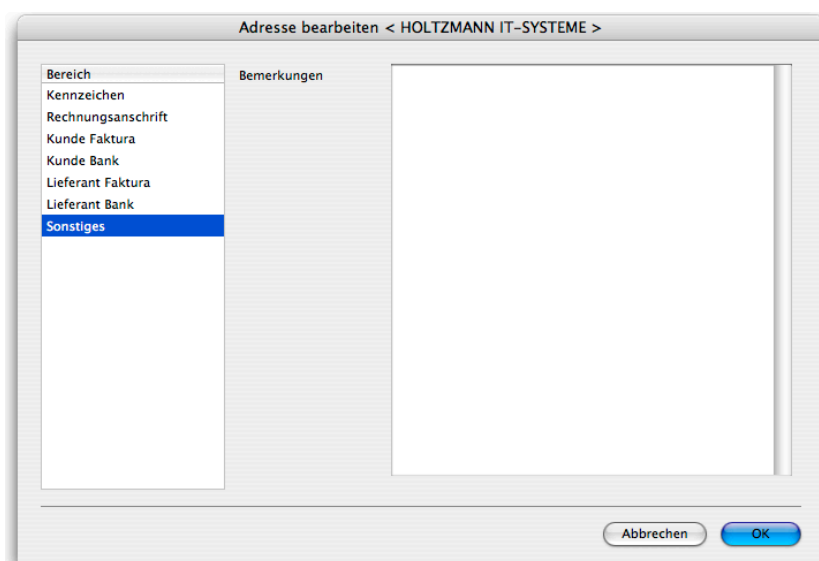 Adresse bearbeiten < HOLTZMANN IT-SYSTEME >
Bereich
Kennzeichen
Rechnungsanschrift
Kunde Faktura
Kunde Bank
Lieferant Faktura
Lieferant Bank
Sonstiges
Bemerkungen
Abbrechen
OK